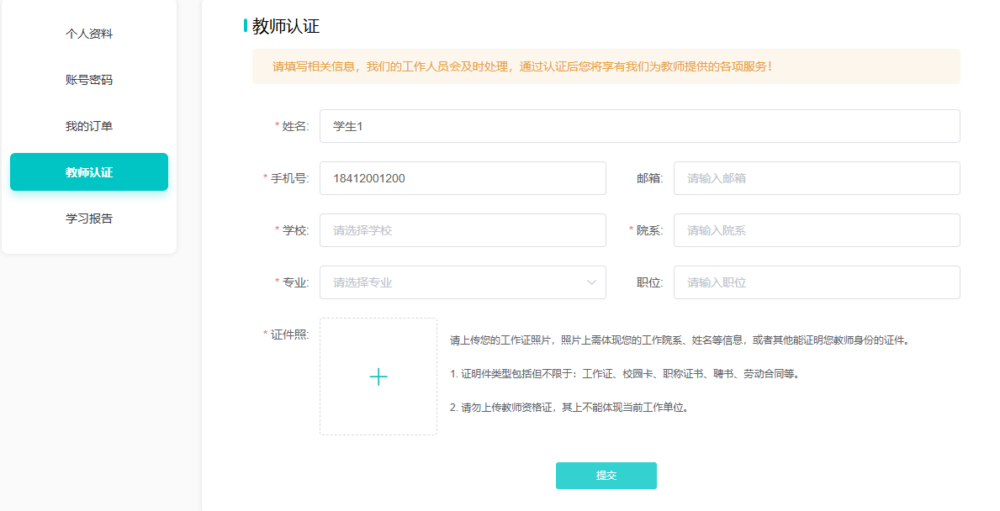 个人资料
账号密码
我的订单
教师认证
学习报告
教师认证
请填写相关信息，我们的工作人员会及时处理，通过认证后您将享有我们为教师提供的各项服务！
* 姓名: 学生1
* 手机号: 18412001200 邮箱: 请输入邮箱
* 学校: 请选择学校 * 院系: 请输入院系
* 专业: 请选择专业 职位: 请输入职位
* 证件照:
请上传您的工作证照片，照片上需体现您的工作院系、姓名等信息，或者其他能证明您教师身份的证件。
1. 证明件类型包括但不限于：工作证、校园卡、职称证书、聘书、劳动合同等。
2. 请勿上传教师资格证，其上不能体现当前工作单位。
提交